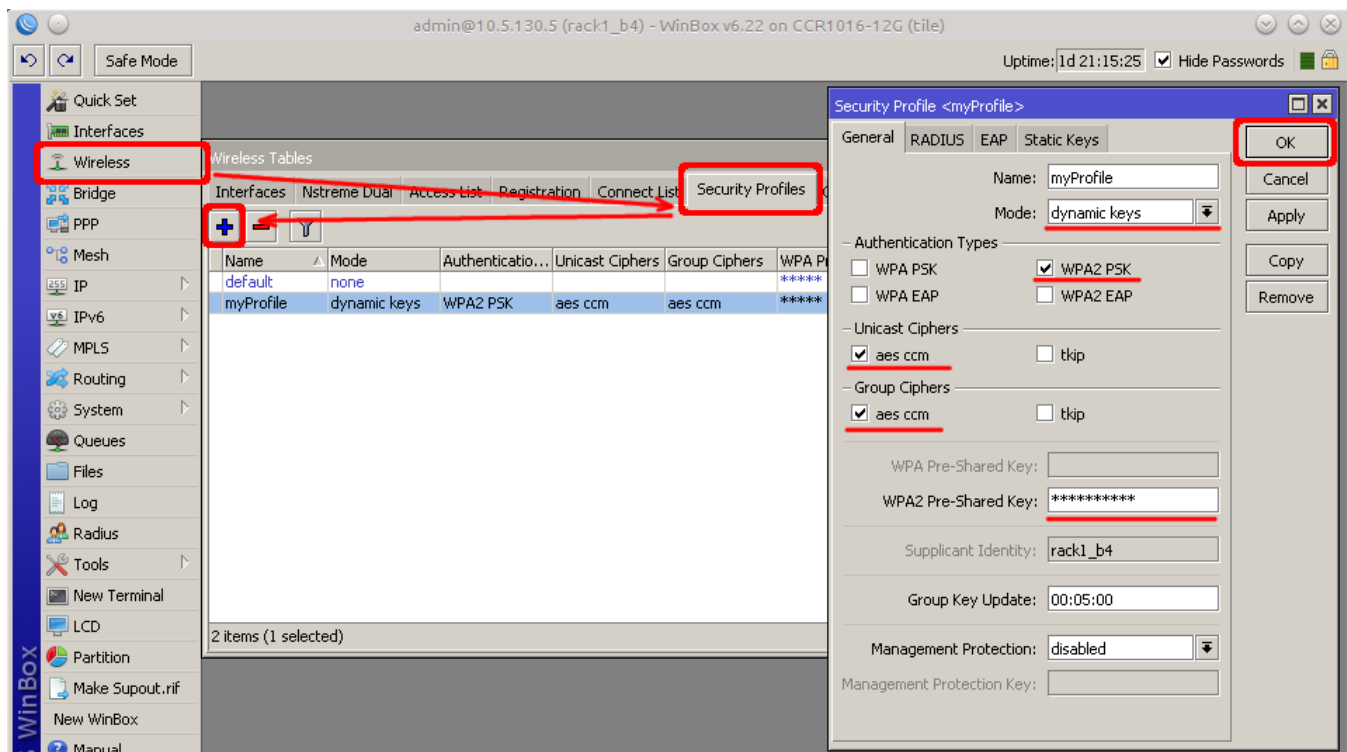 admin@10.5.130.5 (rack1_b4) - WinBox v6.22 on CCR1016-12G (tile)
Safe Mode
Uptime: 1d 21:15:25 Hide Passwords
WinBox
Quick Set
Interfaces
Wireless
Bridge
PPP
Mesh
255 IP
v6 IPv6
MPLS
Routing
System
Queues
Files
Log
Radius
Tools
New Terminal
LCD
Partition
Make Supout.rif
New WinBox
Manual
Wireless Tables
Interfaces Nstreme Dual Access List Registration Connect List Security Profiles
Name Mode Authenticatio... Unicast Ciphers Group Ciphers WPA
default none *****
myProfile dynamic keys WPA2 PSK aes ccm aes ccm *****
2 items (1 selected)
Security Profile <myProfile>
General RADIUS EAP Static Keys
Name: myProfile
Mode: dynamic keys
Authentication Types
WPA PSK WPA2 PSK
WPA EAP WPA2 EAP
Unicast Ciphers
aes ccm tkip
Group Ciphers
aes ccm tkip
WPA Pre-Shared Key:
WPA2 Pre-Shared Key: **********
Supplicant Identity: rack1_b4
Group Key Update: 00:05:00
Management Protection: disabled
Management Protection Key:
OK
Cancel
Apply
Copy
Remove